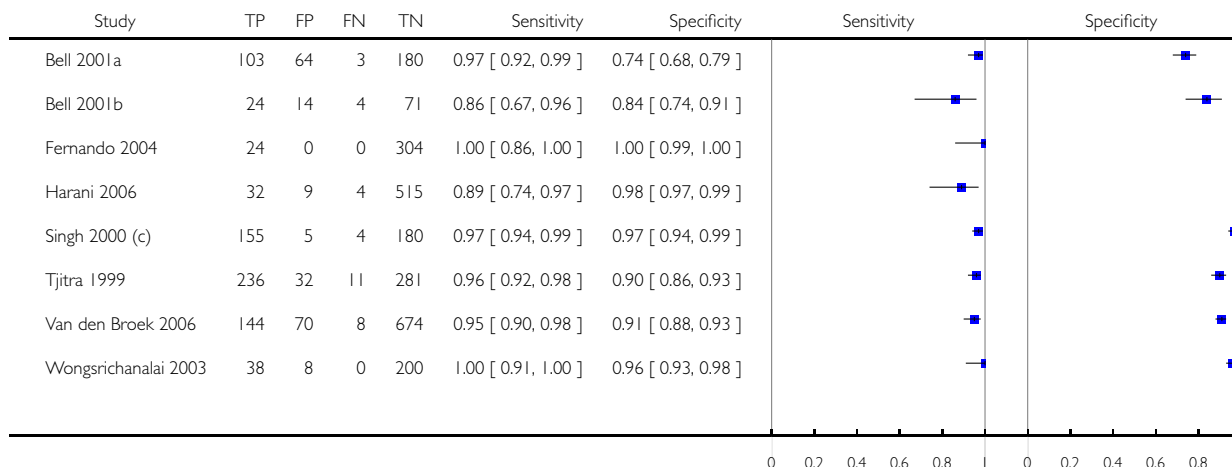 Study TP FP FN TN Sensitivity Specificity Sensitivity Specificity
Bell 2001a 103 64 3 180 0.97 [ 0.92, 0.99 ] 0.74 [ 0.68, 0.79 ]
Bell 2001b 24 14 4 71 0.86 [ 0.67, 0.96 ] 0.84 [ 0.74, 0.91 ]
Fernando 2004 24 0 0 304 1.00 [ 0.86, 1.00 ] 1.00 [ 0.99, 1.00 ]
Harani 2006 32 9 4 515 0.89 [ 0.74, 0.97 ] 0.98 [ 0.97, 0.99 ]
Singh 2000 (c) 155 5 4 180 0.97 [ 0.94, 0.99 ] 0.97 [ 0.94, 0.99 ]
Tjitra 1999 236 32 11 281 0.96 [ 0.92, 0.98 ] 0.90 [ 0.86, 0.93 ]
Van den Broek 2006 144 70 8 674 0.95 [ 0.90, 0.98 ] 0.91 [ 0.88, 0.93 ]
Wongsrichanalai 2003 38 8 0 200 1.00 [ 0.91, 1.00 ] 0.96 [ 0.93, 0.98 ]
0 0.2 0.4 0.6 0.8 1 0 0.2 0.4 0.6 0.8